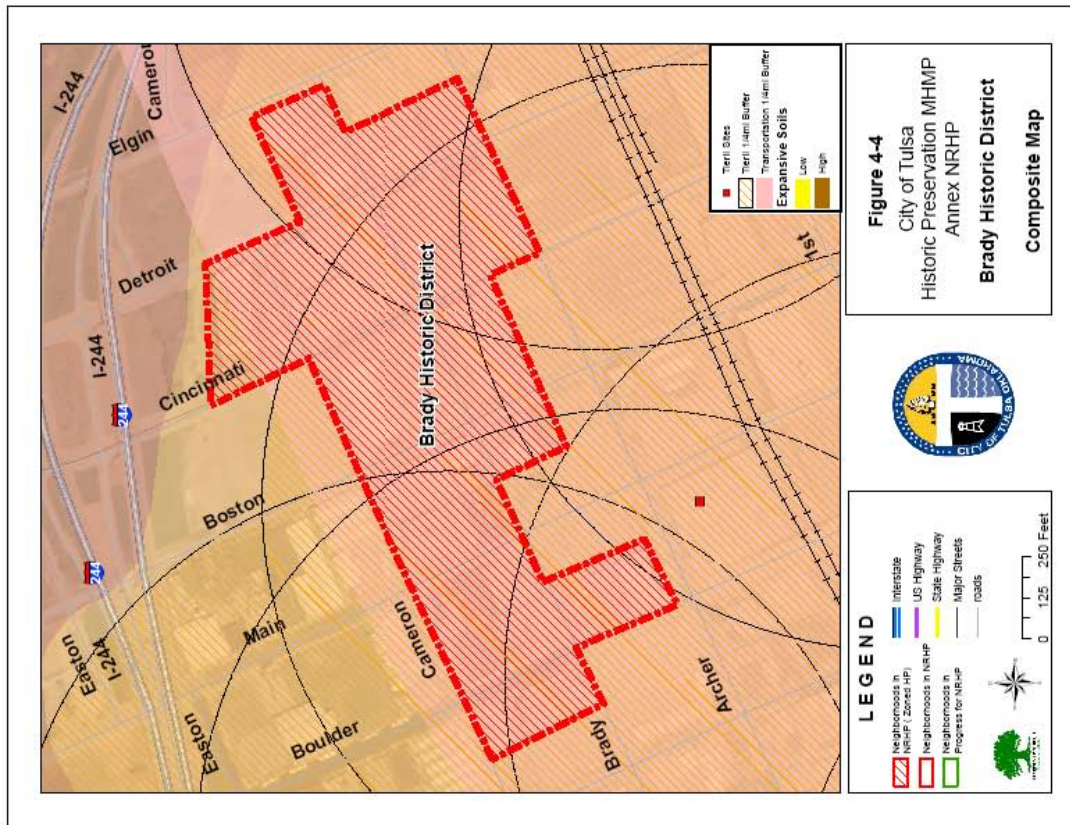 I-244
Cameron
Elgin
Detroit
I-244
244
Cincinnati
Boston
244
Easton
I-244
Main
Easton
Boulder
Cameron
Brady Historic District
Brady
Archer
1st
TierII Sites
TierII 1/4mi Buffer
Transportation 1/4mi Buffer
Expansive Soils
Low
High
LEGEND
Neighborhoods in
NRHP ( Zoned HP)
Neighborhoods in NRHP
Neighborhoods in
Progress for NRHP
Interstate
US Highway
State Highway
Major Streets
roads
0 125 250 Feet
CITY OF TULSA OKLAHOMA
Figure 4-4
City of Tulsa
Historic Preservation MHMP
Annex NRHP
Brady Historic District
Composite Map